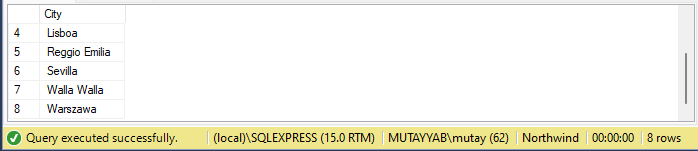 City
4 Lisboa
5 Reggio Emilia
6 Sevilla
7 Walla Walla
8 Warszawa
Query executed successfully. (local)\SQLEXPRESS (15.0 RTM) MUTAYYAB\mutay (62) Northwind 00:00:00 8 rows